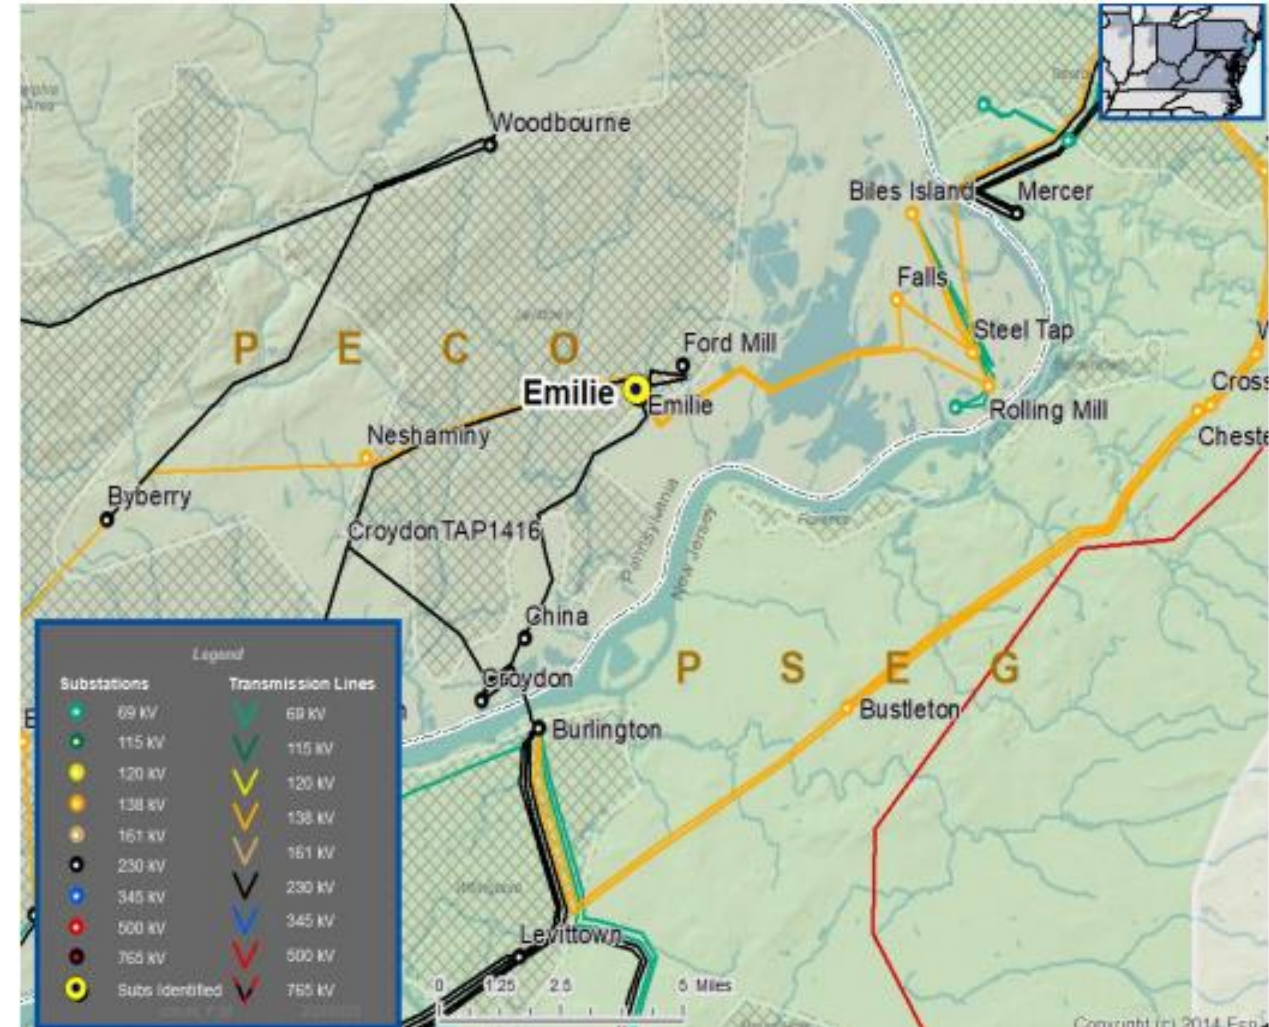 Woodbourne
Biles Island
Mercer
Falls
Steel Tap
P E C O
Ford Mill
Emilie
Emilie
Rolling Mill
Cross
Cheste
Neshaminy
Byberry
CroydonTAP1416
Pennsylvania
New Jersey
Florence
China
Croydon
P S E G
Bustleton
Burlington
Levittown
0 1.25 2.5 5 Miles
Legend
Substations Transmission Lines
69 kV 69 kV
115 kV 115 kV
120 kV 120 kV
138 kV 138 kV
161 kV 161 kV
230 kV 230 kV
345 kV 345 kV
500 kV 500 kV
765 kV 765 kV
Subs Identified
Copyright (c) 2014 Esri